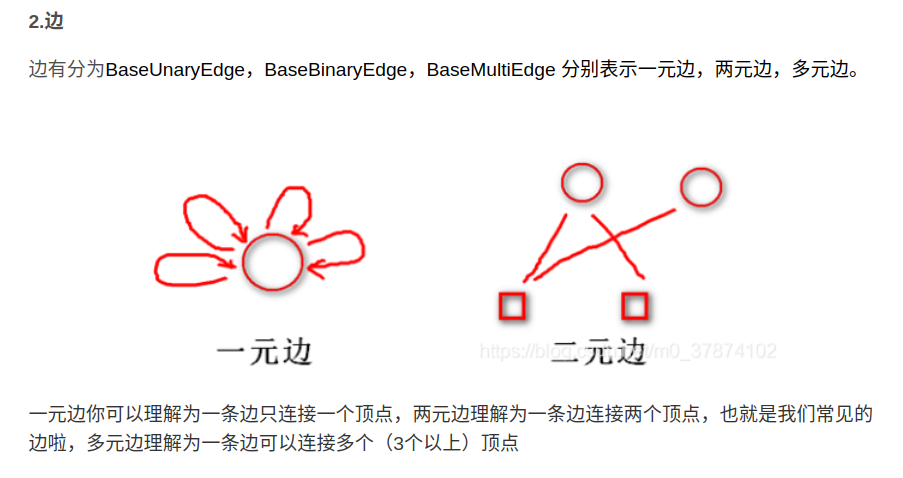 2.边
边有分为BaseUnaryEdge，BaseBinaryEdge，BaseMultiEdge 分别表示一元边，两元边，多元边。
一元边
二元边
一元边你可以理解为一条边只连接一个顶点，两元边理解为一条边连接两个顶点，也就是我们常见的
边啦，多元边理解为一条边可以连接多个（3个以上）顶点